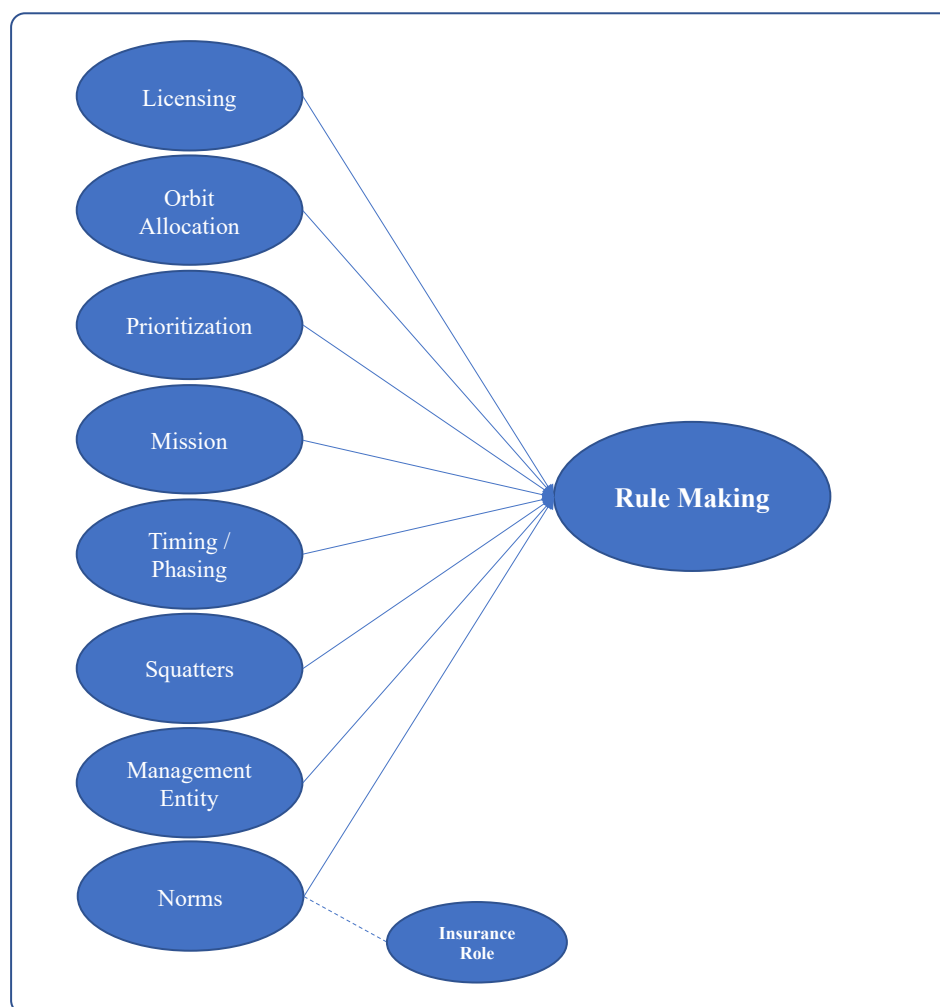 Licensing
Orbit
Allocation
Prioritization
Mission
Timing /
Phasing
Squatters
Management
Entity
Norms
Rule Making
Insurance
Role